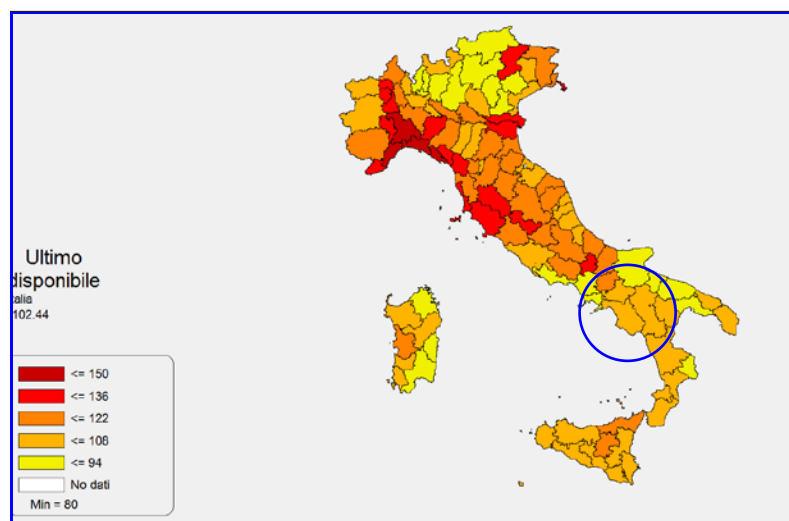 Ultimo
disponibile
talia
102.44
<= 150
<= 136
<= 122
<= 108
<= 94
No dati
Min = 80